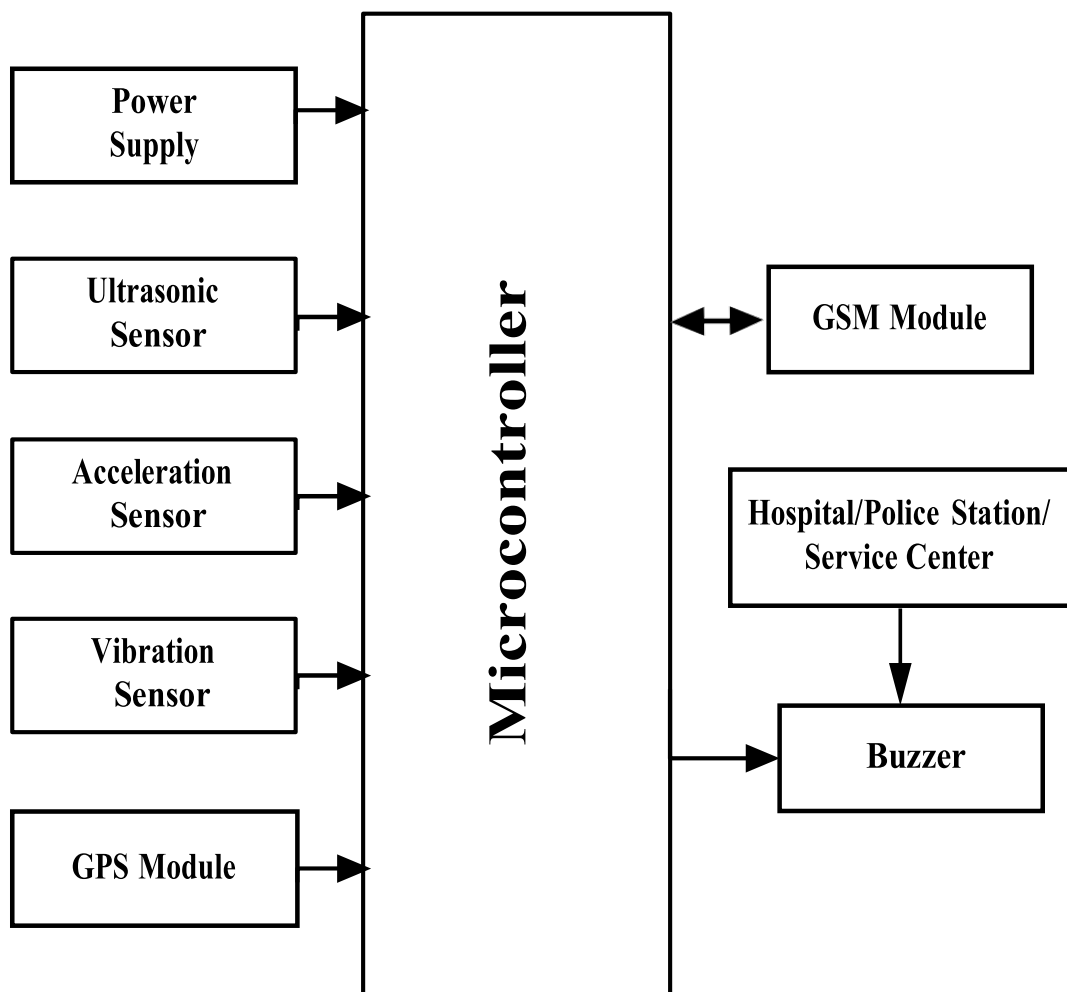 Power
Supply
Ultrasonic
Sensor
Acceleration
Sensor
Vibration
Sensor
GPS Module
Microcontroller
GSM Module
Hospital/Police Station/
Service Center
Buzzer